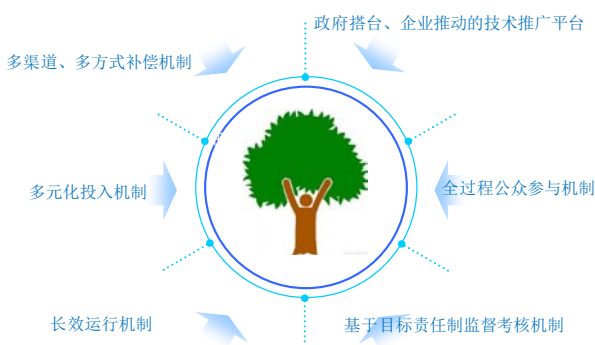 政府搭台、企业推动的技术推广平台
多渠道、多方式补偿机制
多元化投入机制
全过程公众参与机制
长效运行机制
基于目标责任制监督考核机制